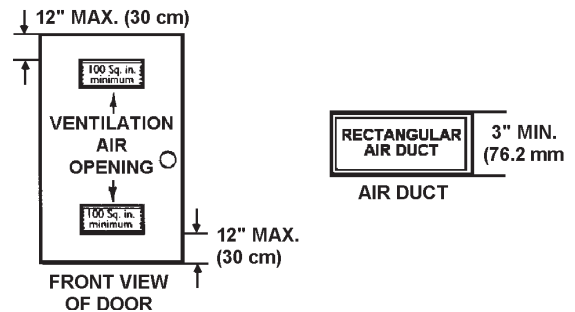 12" MAX. (30 cm)
100 Sq. in.
minimum
VENTILATION
AIR
OPENING
100 Sq. in.
minimum
12" MAX.
(30 cm)
FRONT VIEW
OF DOOR
RECTANGULAR
AIR DUCT
3" MIN.
(76.2 mm
AIR DUCT